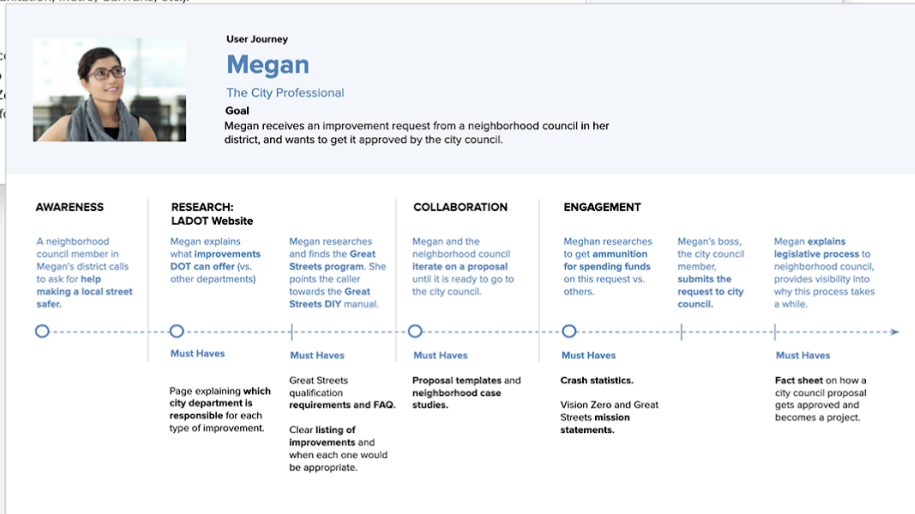 User Journey
Megan
The City Professional
Goal
Megan receives an improvement request from a neighborhood council in her
district, and wants to get it approved by the city council.
AWARENESS
A neighborhood
council member in
Megan's district calls
to ask for help
making a local street
safer.
RESEARCH:
LADOT Website
Megan explains
what improvements
DOT can offer (vs.
other departments)
Megan researches
and finds the Great
Streets program. She
points the caller
towards the Great
Streets DIY manual.
COLLABORATION
Megan and the
neighborhood council
iterate on a proposal
until it is ready to go to
the city council.
ENGAGEMENT
Meghan researches
to get ammunition
for spending funds
on this request vs.
others.
Megan's boss,
the city council
member,
submits the
request to city
council.
Megan explains
legislative process to
neighborhood council,
provides visibility into
why this process takes
a while.
Must Haves
Page explaining which
city department is
responsible for each
type of improvement.
Must Haves
Great Streets
qualification
requirements and FAQ.
Clear listing of
improvements and
when each one would
be appropriate.
Must Haves
Proposal templates and
neighborhood case
studies.
Must Haves
Crash statistics.
Vision Zero and Great
Streets mission
statements.
Must Haves
Fact sheet on how a
city council proposal
gets approved and
becomes a project.